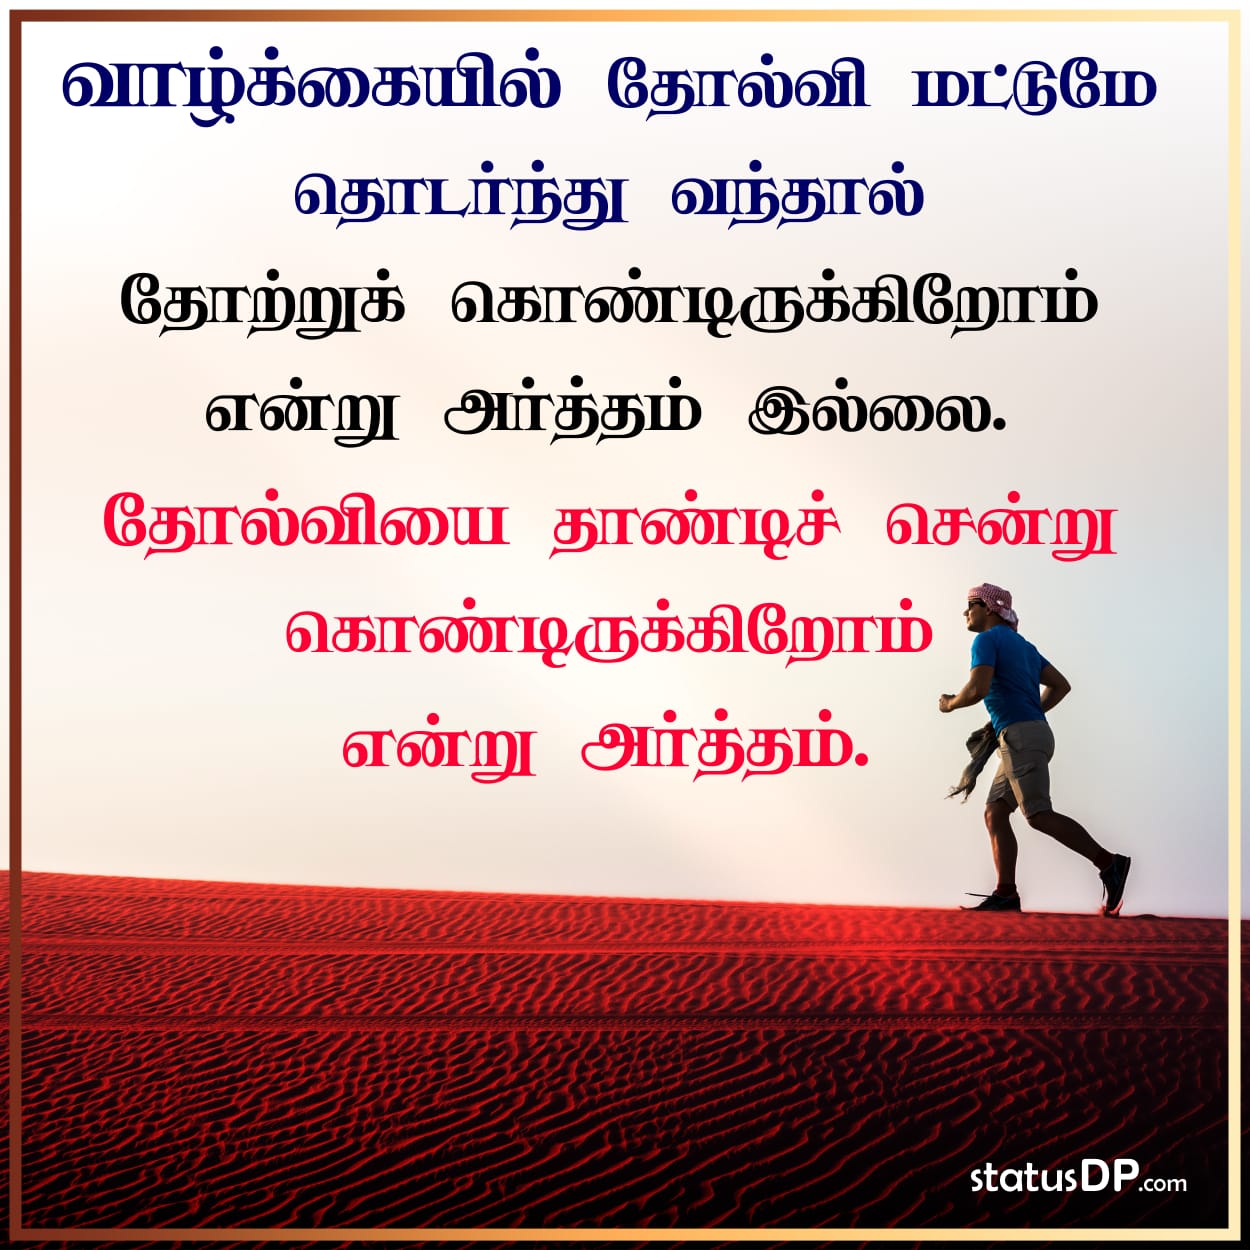 வாழ்க்கையில் தோல்வி மட்டுமே
தொடர்ந்து வந்தால்
தோற்றுக் கொண்டிருக்கிறோம்
என்று அர்த்தம் இல்லை.
தோல்வியை தாண்டிச் சென்று
கொண்டிருக்கிறோம்
என்று அர்த்தம்.
statusDP.com